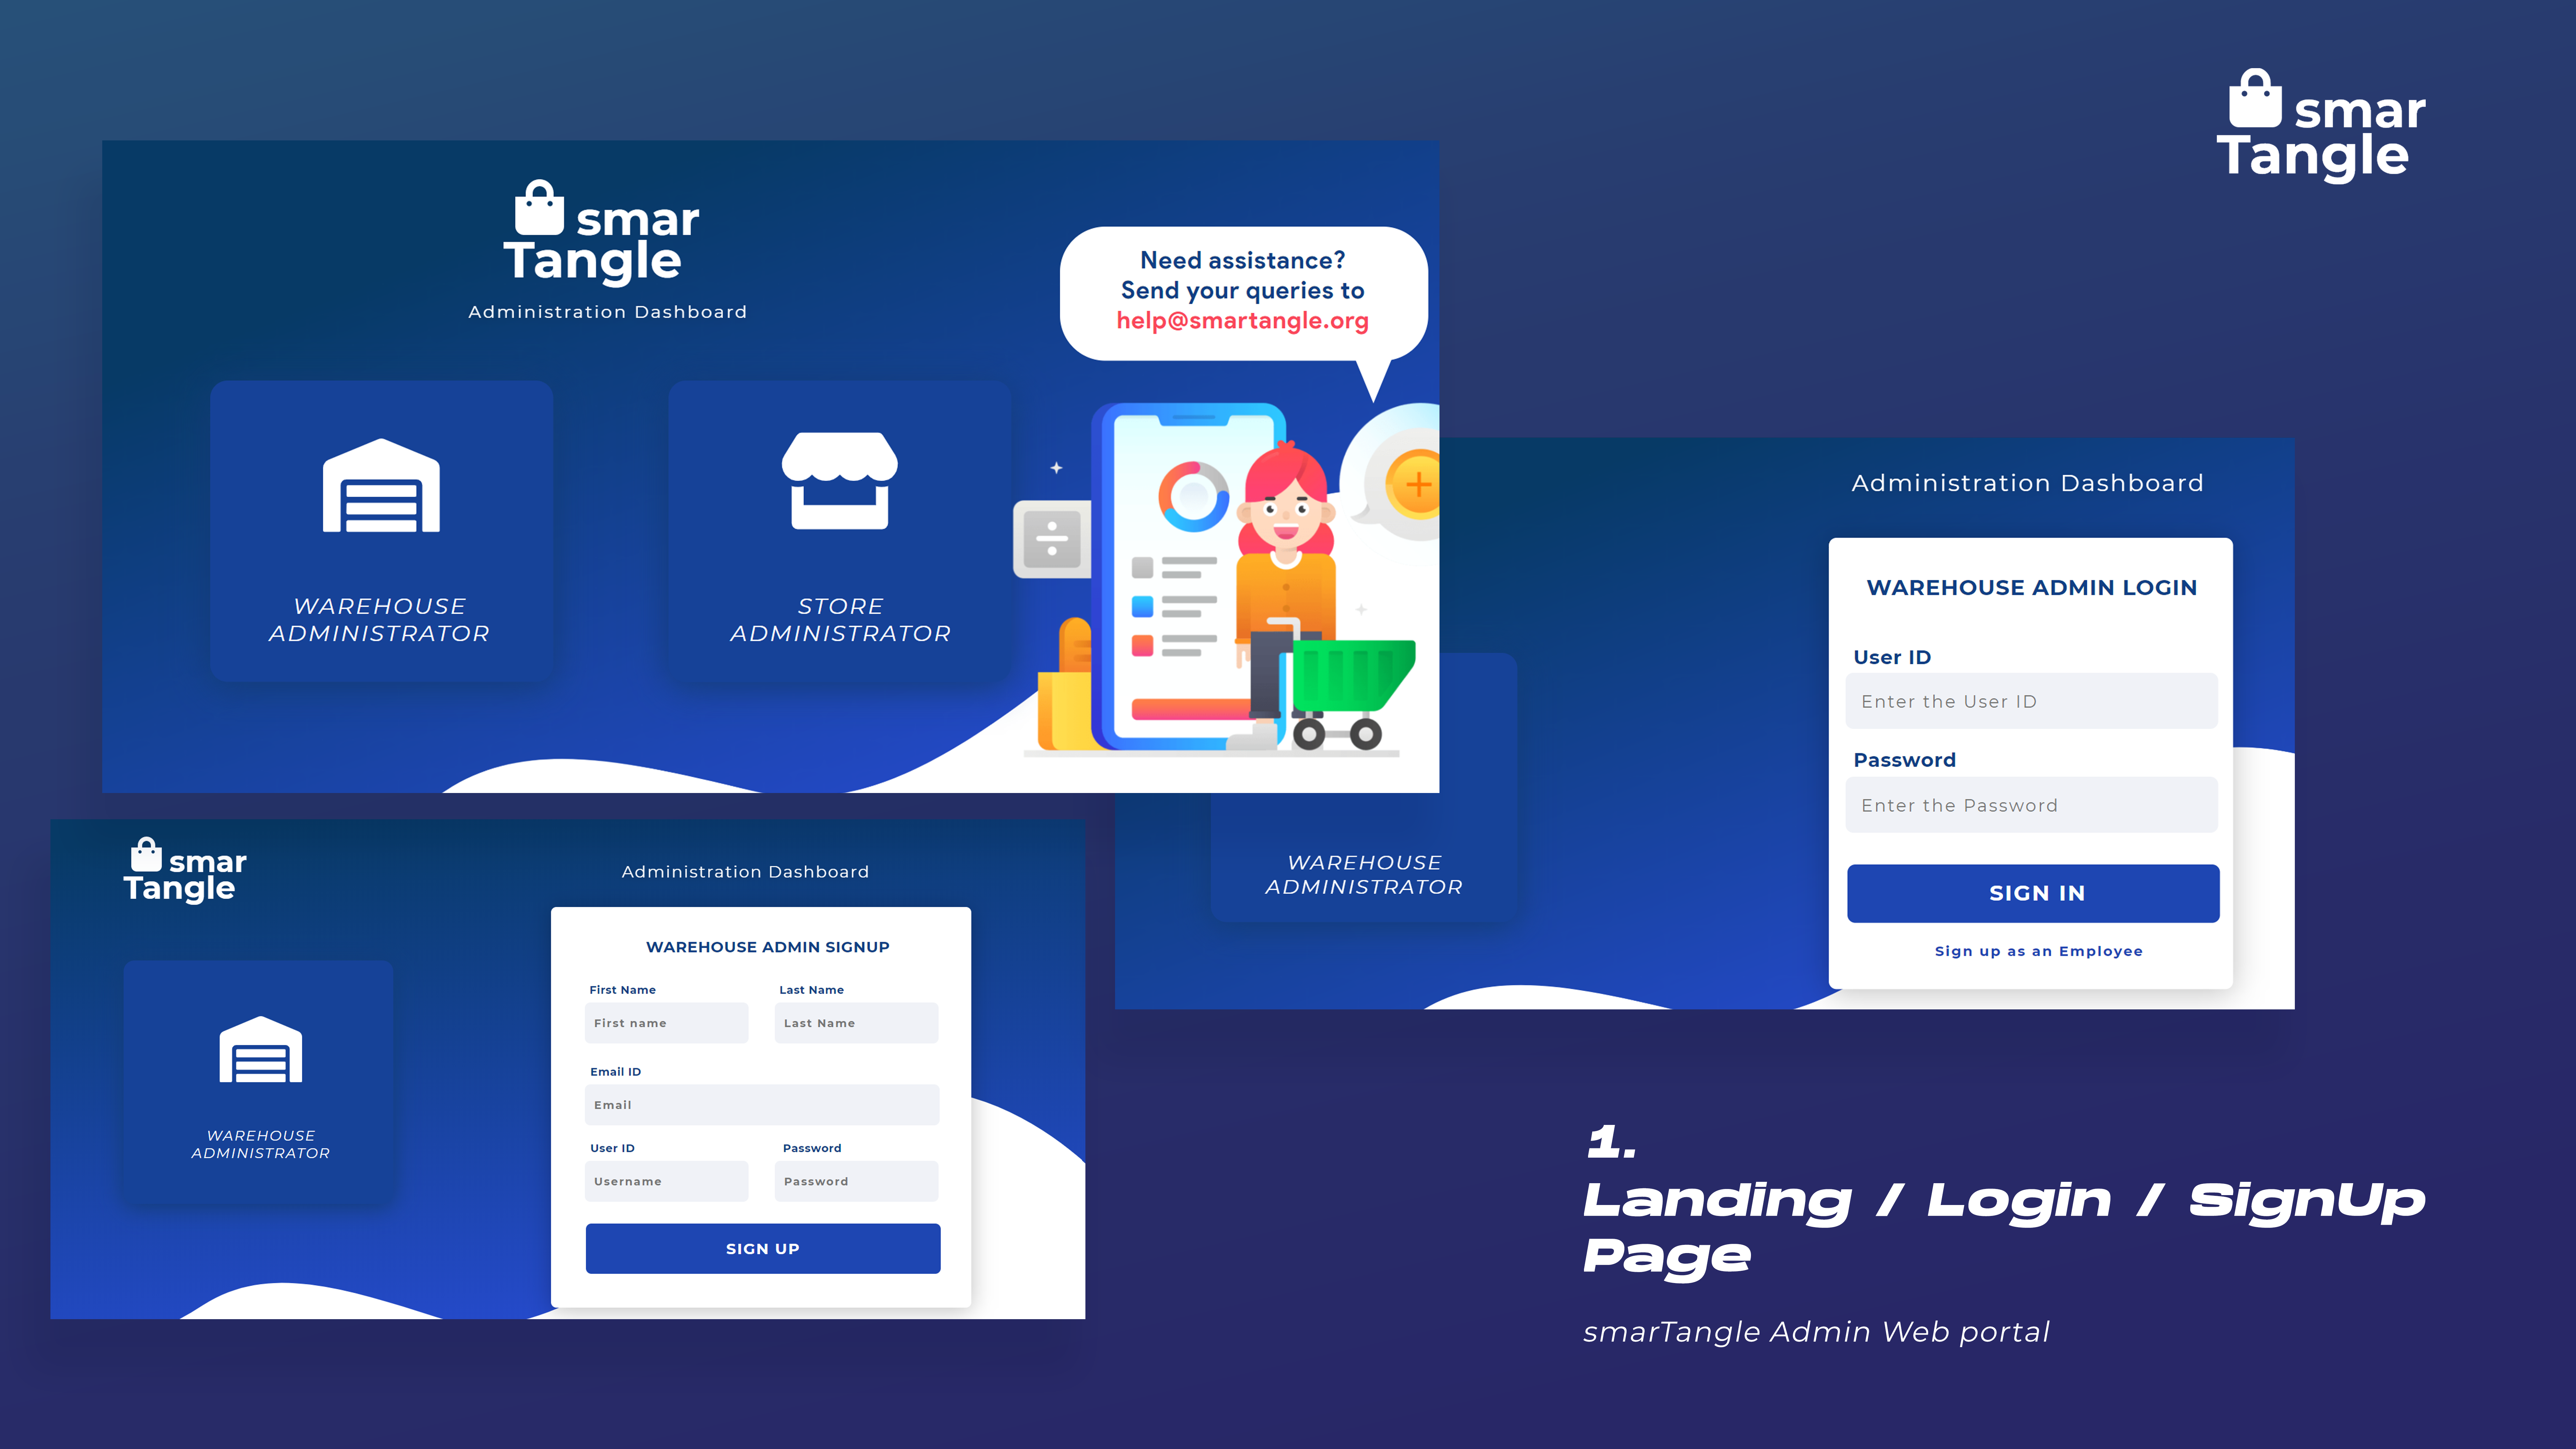 smar
Tangle
smar
Tangle
Administration Dashboard
Need assistance?
Send your queries to
help@smartangle.org
WAREHOUSE
ADMINISTRATOR
STORE
ADMINISTRATOR
Administration Dashboard
WAREHOUSE ADMIN LOGIN
User ID
Enter the User ID
Password
Enter the Password
SIGN IN
Sign up as an Employee
WAREHOUSE
ADMINISTRATOR
smar
Tangle
Administration Dashboard
WAREHOUSE
ADMINISTRATOR
WAREHOUSE ADMIN SIGNUP
First Name
Last Name
First name
Last Name
Email ID
Email
User ID
Password
Username
Password
SIGN UP
1.
Landing / Login / SignUp
Page
smarTangle Admin Web portal